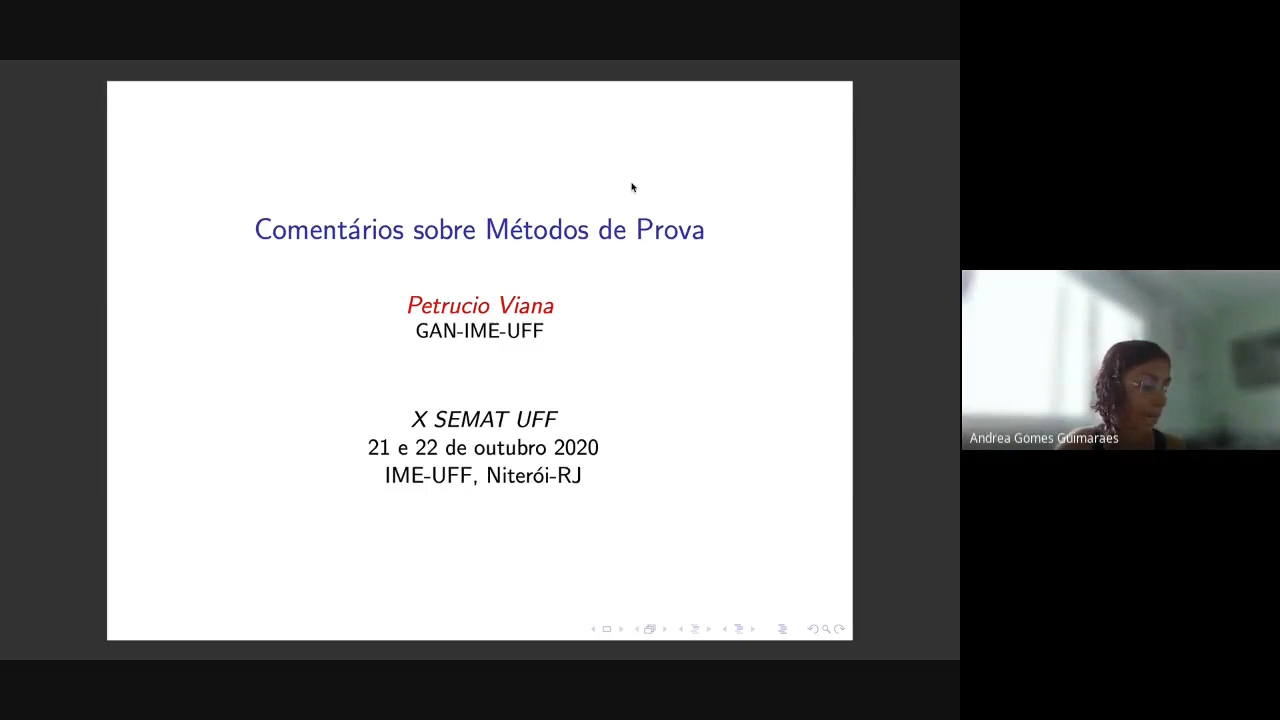 Comentários sobre Métodos de Prova
Petrucio Viana
GAN-IME-UFF
X SEMAT UFF
21 e 22 de outubro 2020
IME-UFF, Niterói-RJ
Andrea Gomes Guimaraes